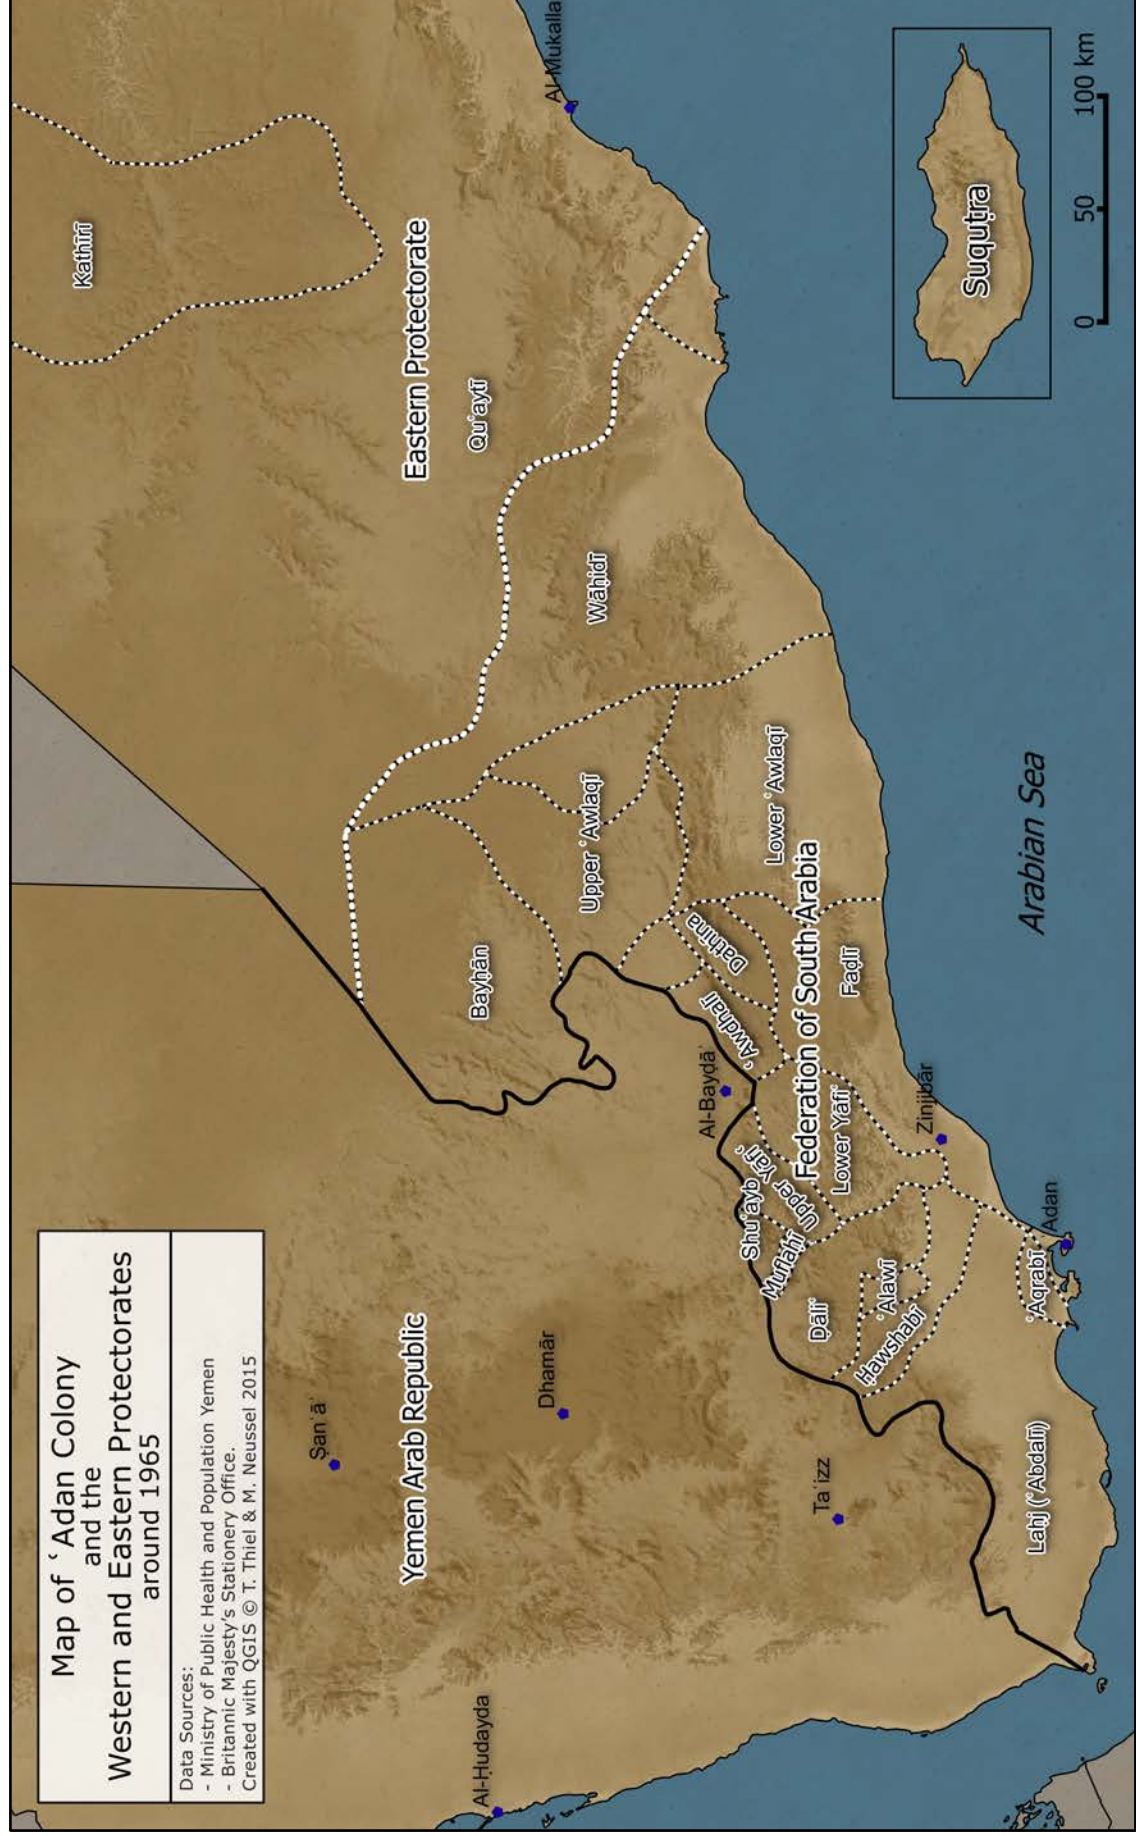 Map of ʿAdan Colony
and the
Western and Eastern Protectorates
around 1965
Data Sources:
- Ministry of Public Health and Population Yemen
- Britannic Majesty's Stationery Office.
Created with QGIS © T. Thiel & M. Neussel 2015
Kathīrī
Eastern Protectorate
Quʿayṭī
Al-Mukalla
Wāḥidī
Ṣanʿāʾ
Yemen Arab Republic
Dhamār
Al-Ḥudayda
Taʿizz
Bayḥān
Upper ʿAwlaqī
Lower ʿAwlaqī
Dathīna
ʿAwdhalī
Al-Bayḍāʾ
Federation of South Arabia
Faḍlī
Shuʿayb
Upper Yāfiʿ
Lower Yāfiʿ
Muflaḥī
Zinjibār
Ḍāliʿ
ʿAlawī
Ḥawshabī
ʿAqrabī
Adan
Laḥj (ʿAbdalī)
Arabian Sea
Suquṭra
0 50 100 km